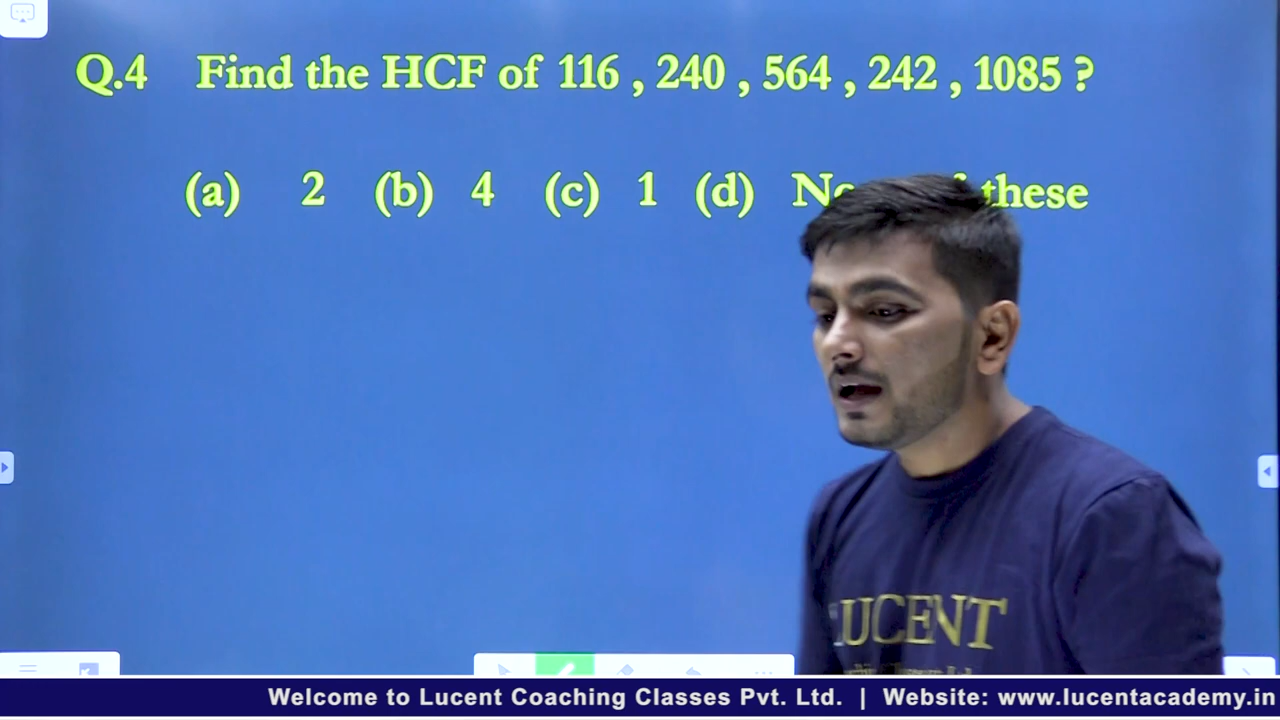 Q.4 Find the HCF of 116 , 240 , 564 , 242 , 1085 ?
(a) 2 (b) 4 (c) 1 (d) these
LUCENT
Welcome to Lucent Coaching Classes Pvt. Ltd. | Website: www.lucentacademy.in